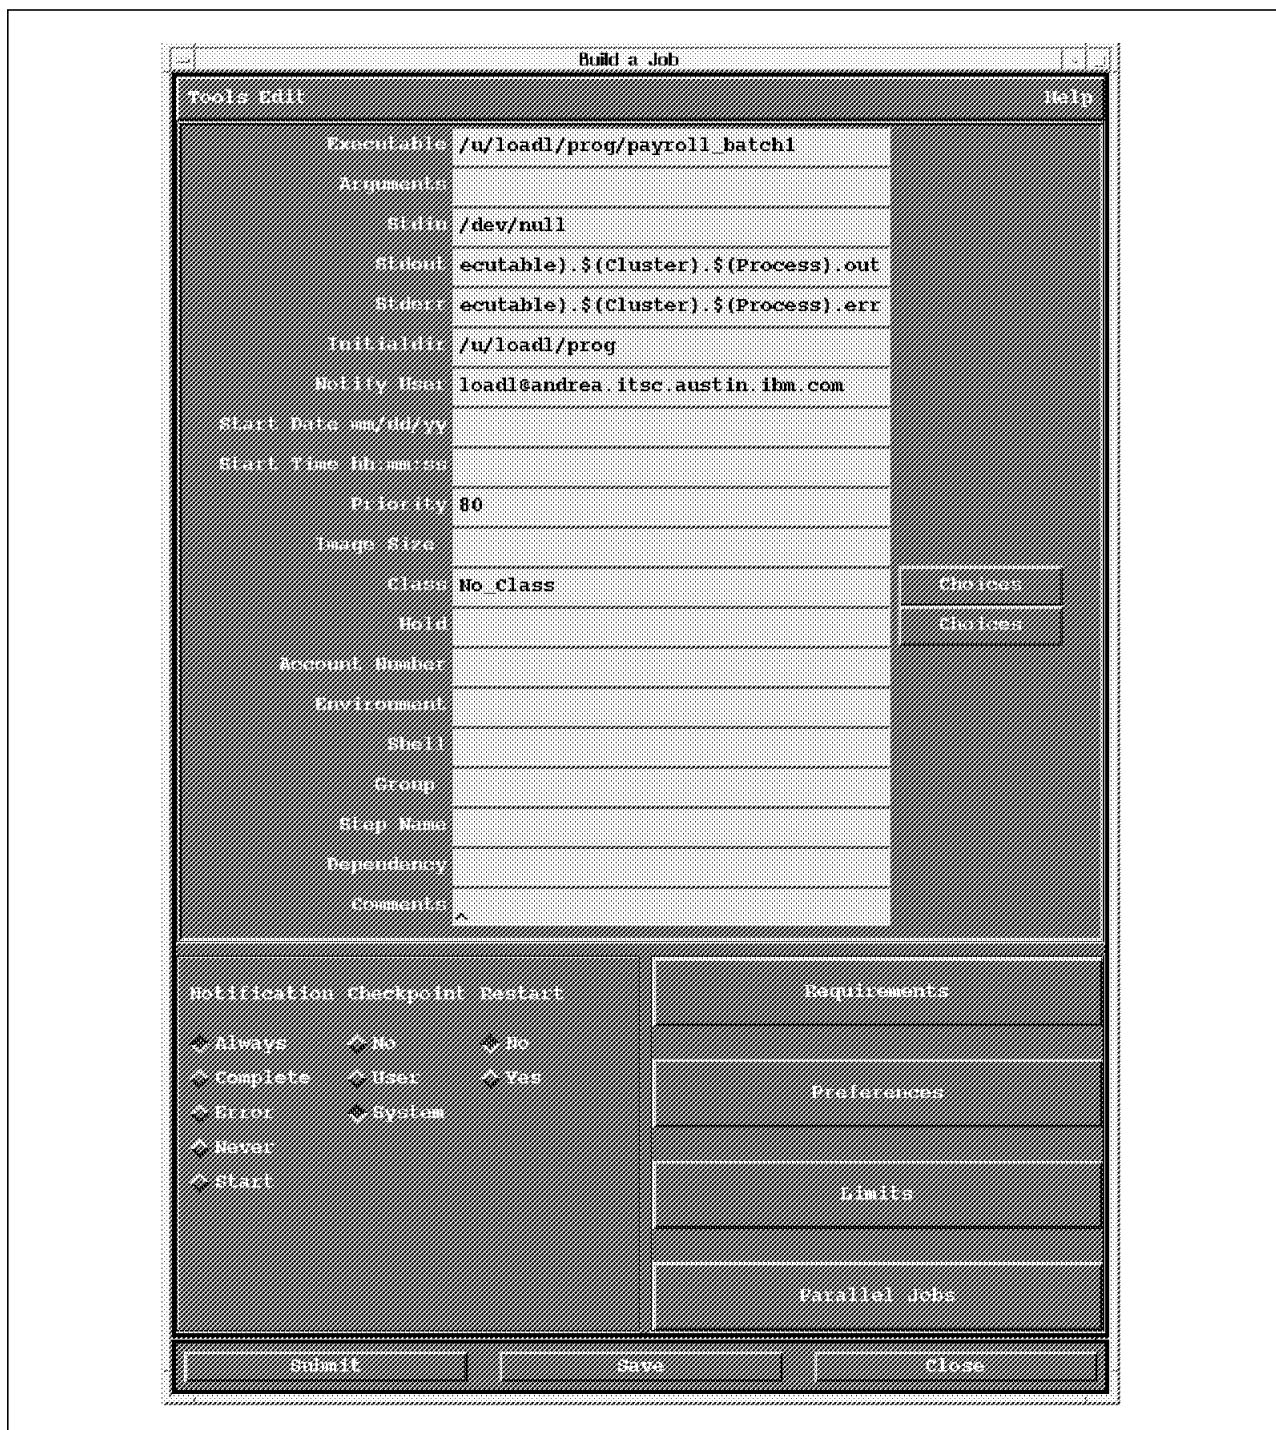 Build a Job
Tools Edit Help
Executable /u/loadl/prog/payroll_batch1
Arguments
Stdin /dev/null
Stdout ecutable).$(Cluster).$(Process).out
Stderr ecutable).$(Cluster).$(Process).err
Initialdir /u/loadl/prog
Notify User loadl@andrea.itsc.austin.ibm.com
Start Date mm/dd/yy
Start Time hh:mm:ss
Priority 80
Image Size
Class No_Class Choices
Hold Choices
Account Number
Environment
Shell
Group
Step Name
Dependency
Comments
Notification Checkpoint Restart
Always No No
Complete User Yes
Error System
Never
Start
Requirements
Preferences
Limits
Parallel Jobs
Submit Save Close